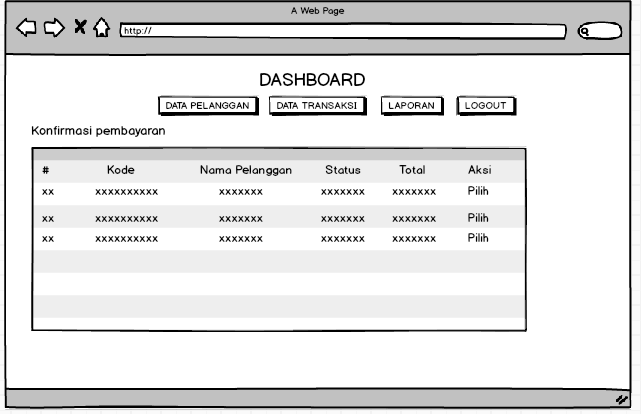 A Web Page
http://
DASHBOARD
DATA PELANGGAN DATA TRANSAKSI LAPORAN LOGOUT
Konfirmasi pembayaran
# Kode Nama Pelanggan Status Total Aksi
xx xxxxxxxxxx xxxxxxx xxxxxxx xxxxxxx Pilih
xx xxxxxxxxxx xxxxxxx xxxxxxx xxxxxxx Pilih
xx xxxxxxxxxx xxxxxxx xxxxxxx xxxxxxx Pilih